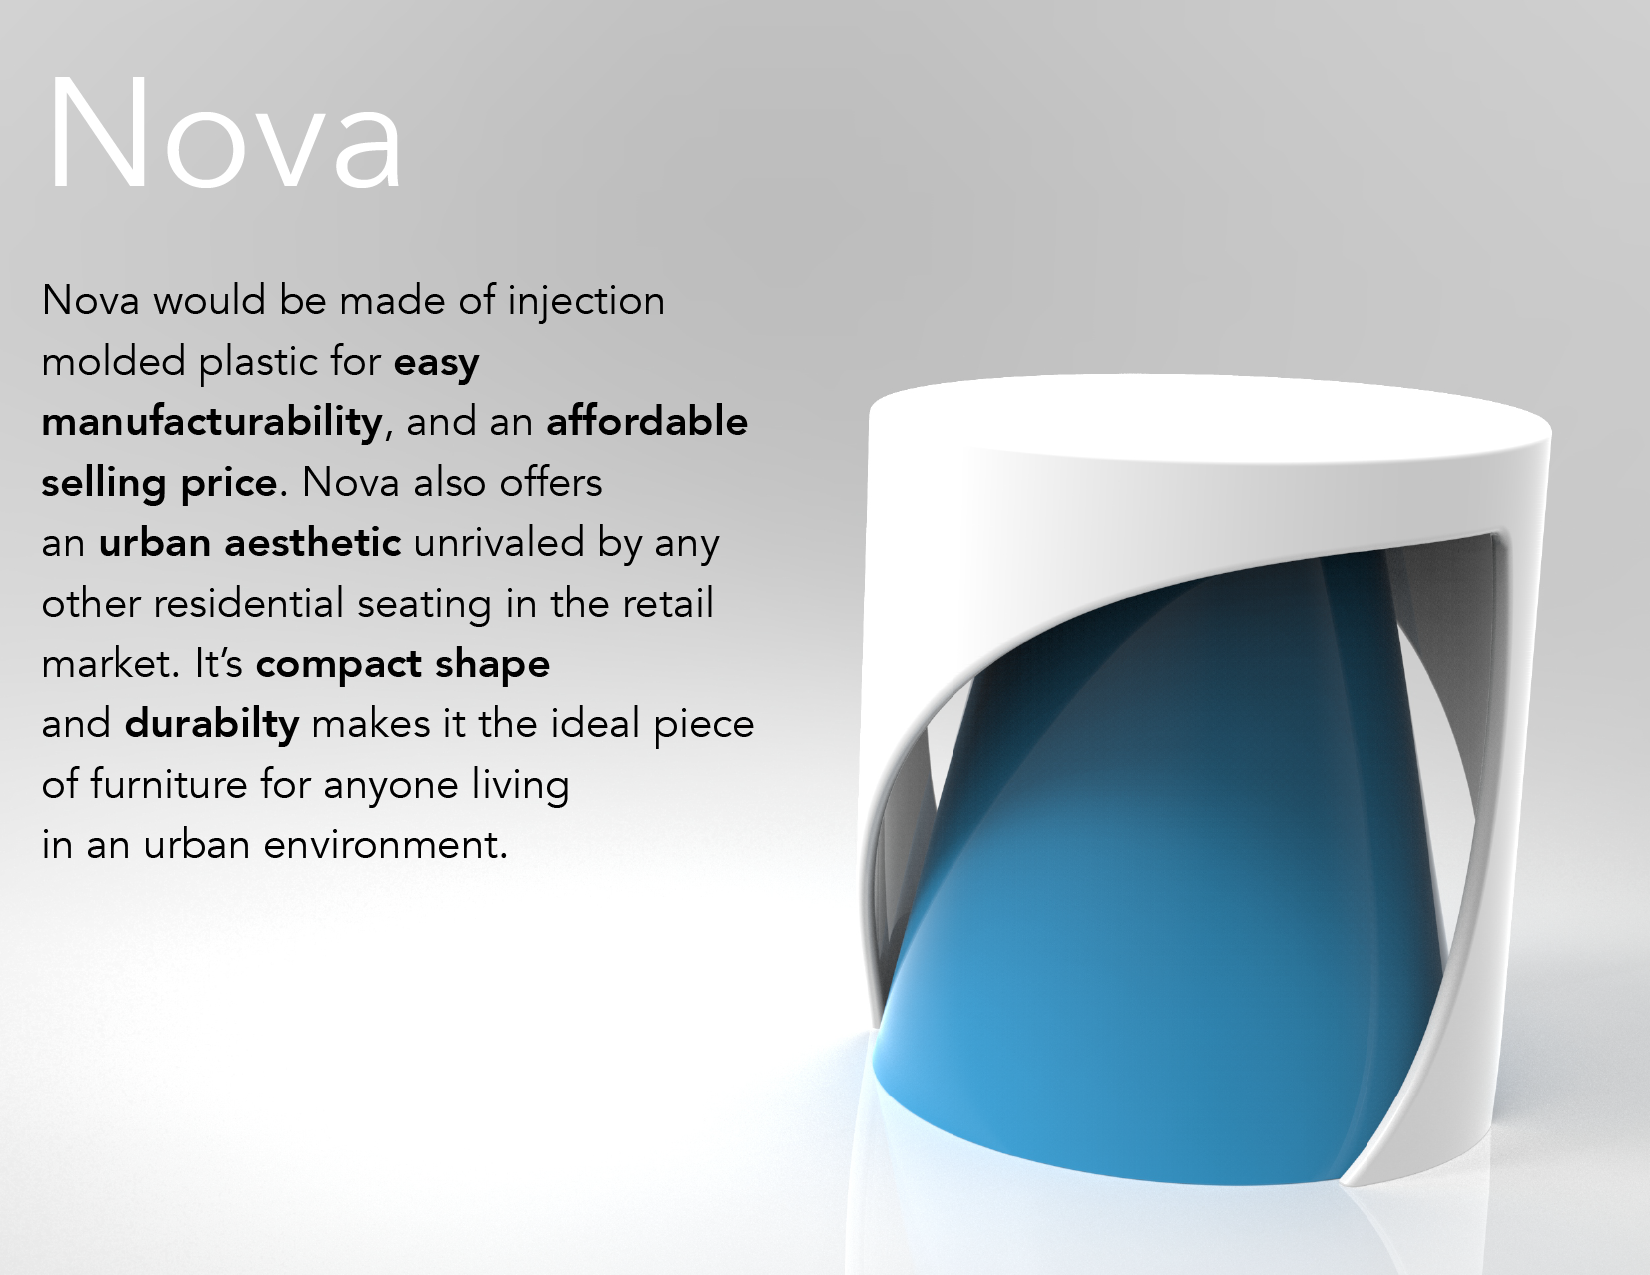 Nova
Nova would be made of injection
molded plastic for easy
manufacturability, and an affordable
selling price. Nova also offers
an urban aesthetic unrivaled by any
other residential seating in the retail
market. It’s compact shape
and durabilty makes it the ideal piece
of furniture for anyone living
in an urban environment.